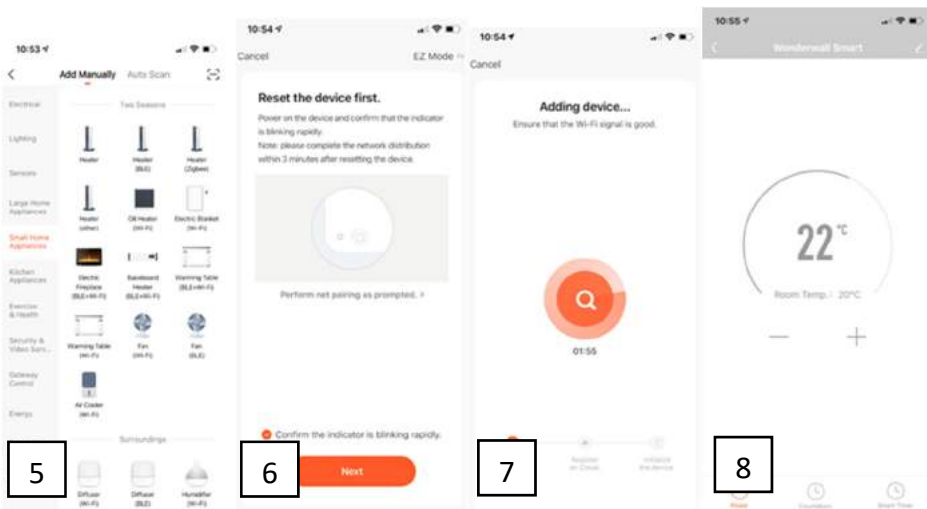 10:53
Add Manually Auto Scan
Electrical
Lighting
Sensors
Large Home
Appliances
Small Home
Appliances
Kitchen
Appliances
Exercise
& Health
Security &
Video Surv...
Gateway
Control
Energy
Two Seasons
Heater
Heater
(BLE)
Heater
(Zigbee)
Heater
(other)
Oil Heater
(Wi-Fi)
Electric Blanket
(Wi-Fi)
Electric
Fireplace
(BLE+Wi-Fi)
Baseboard
Heater
(BLE+Wi-Fi)
Warming Table
(BLE+Wi-Fi)
Warming Table
(Wi-Fi)
Fan
(Wi-Fi)
Fan
(BLE)
Air Cooler
(Wi-Fi)
Surroundings
Diffuser
(Wi-Fi)
Diffuser
(BLE)
Humidifier
(Wi-Fi)
5
10:54
Cancel EZ Mode
Reset the device first.
Power on the device and confirm that the indicator
is blinking rapidly.
Note: please complete the network distribution
within 3 minutes after resetting the device.
Perform net pairing as prompted. >
Confirm the indicator is blinking rapidly.
Next
6
10:54
Cancel
Adding device...
Ensure that the Wi-Fi signal is good.
01:55
Register
on Cloud
Initialize
the device
7
10:55
Wonderwall Smart
22°C
Room Temp.: 20°C
− +
8
Countdown
Smart Timer